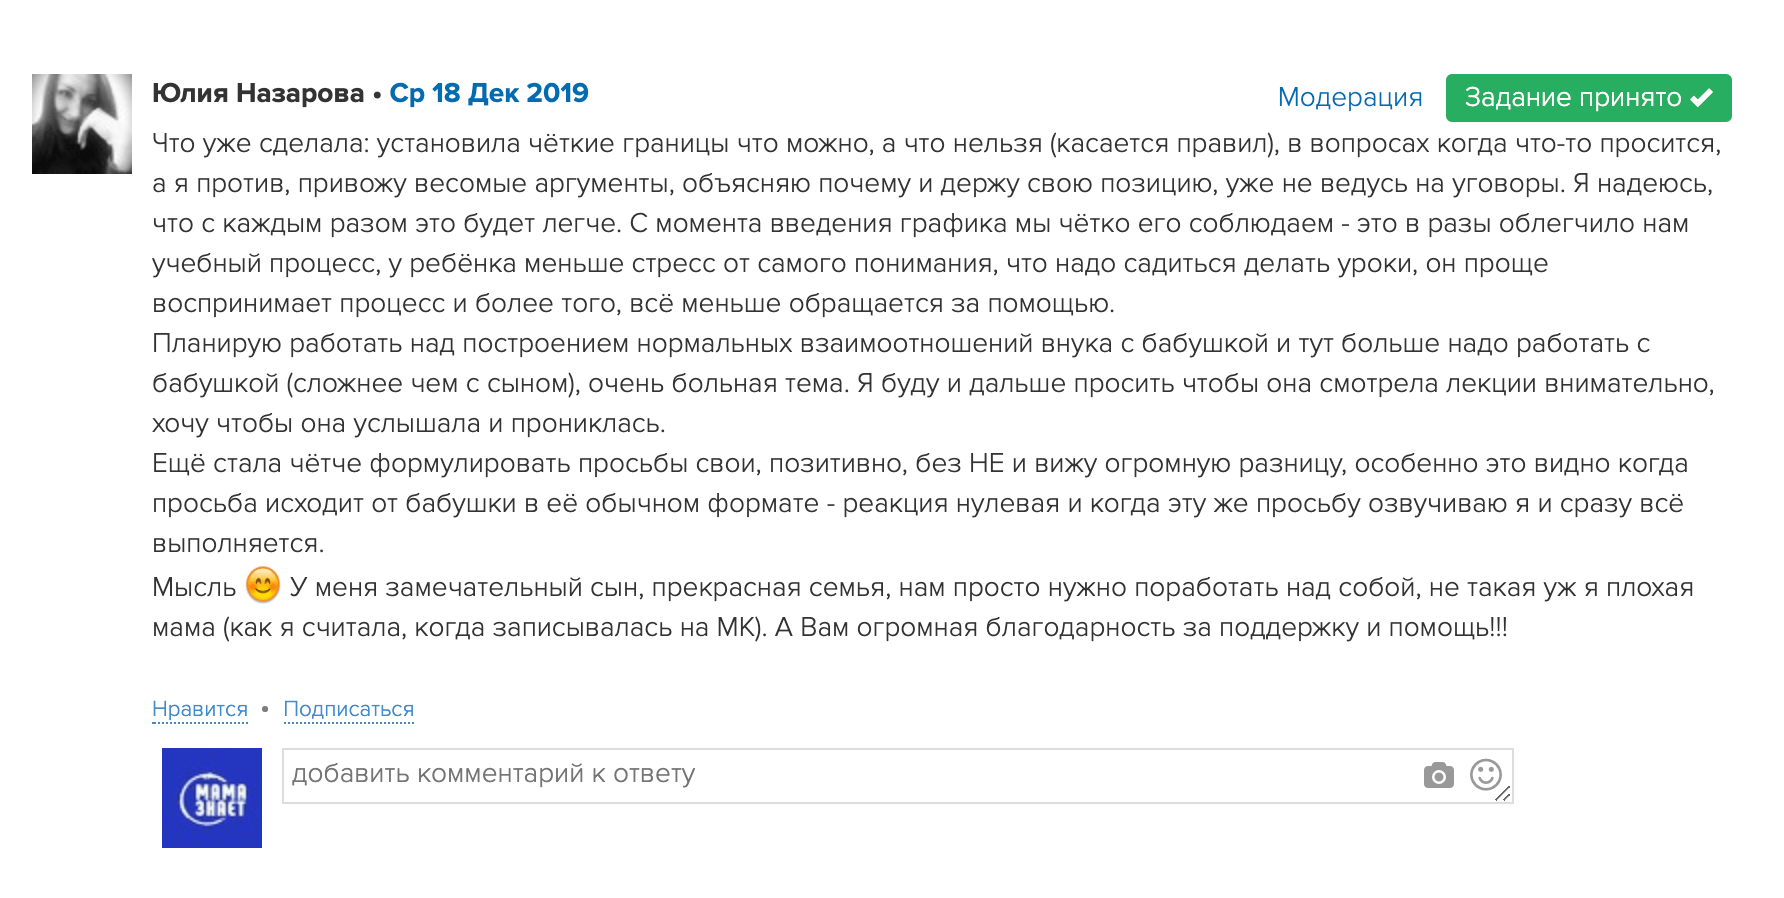 Юлия Назарова • Ср 18 Дек 2019
Модерация
Задание принято ✔
Что уже сделала: установила чёткие границы что можно, а что нельзя (касается правил), в вопросах когда что-то просится,
а я против, привожу весомые аргументы, объясняю почему и держу свою позицию, уже не ведусь на уговоры. Я надеюсь,
что с каждым разом это будет легче. С момента введения графика мы чётко его соблюдаем - это в разы облегчило нам
учебный процесс, у ребёнка меньше стресс от самого понимания, что надо садиться делать уроки, он проще
воспринимает процесс и более того, всё меньше обращается за помощью.
Планирую работать над построением нормальных взаимоотношений внука с бабушкой и тут больше надо работать с
бабушкой (сложнее чем с сыном), очень больная тема. Я буду и дальше просить чтобы она смотрела лекции внимательно,
хочу чтобы она услышала и прониклась.
Ещё стала чётче формулировать просьбы свои, позитивно, без НЕ и вижу огромную разницу, особенно это видно когда
просьба исходит от бабушки в её обычном формате - реакция нулевая и когда эту же просьбу озвучиваю я и сразу всё
выполняется.
Мысль 😊 У меня замечательный сын, прекрасная семья, нам просто нужно поработать над собой, не такая уж я плохая
мама (как я считала, когда записывалась на МК). А Вам огромная благодарность за поддержку и помощь!!!
Нравится • Подписаться
МАМА
ЗНАЕТ
добавить комментарий к ответу